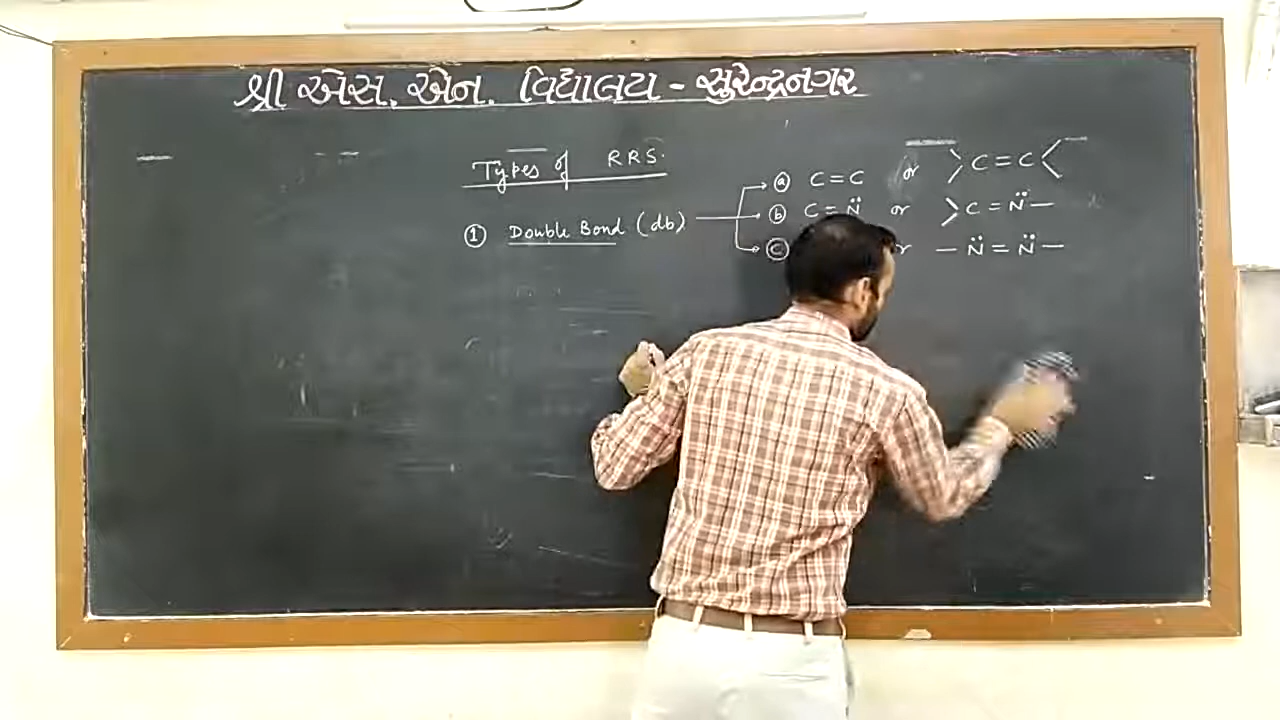 શ્રી એસ. એન. વિદ્યાલય - સુરેન્દ્રનગર
Types of RRS.
① Double Bond (db)
ⓐ C = C or >C = C<
ⓑ C = N̈ or >C = N̈ –
ⓒ – N̈ = N̈ –